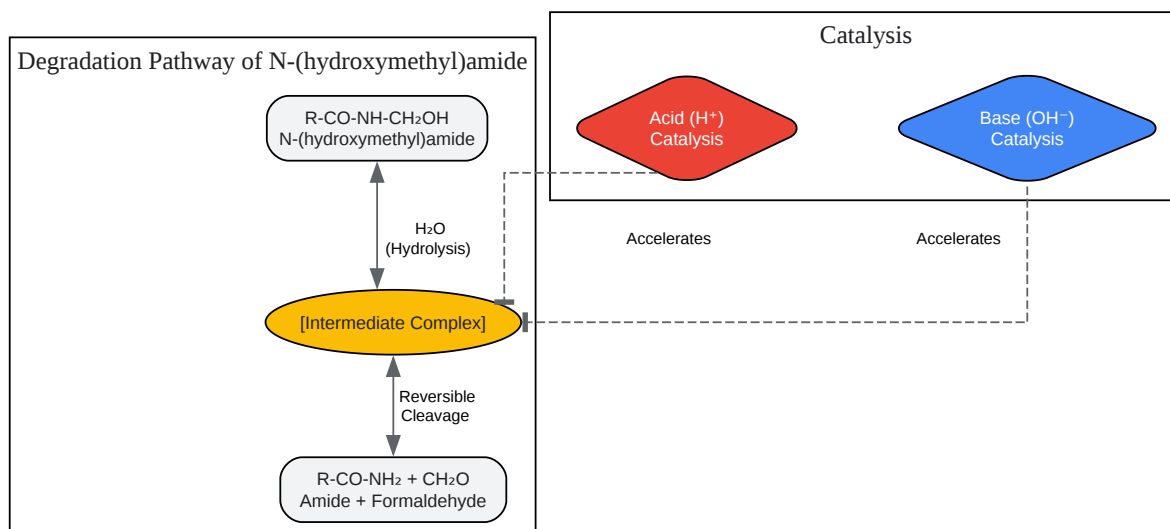 Degradation Pathway of N-(hydroxymethyl)amide
R-CO-NH-CH₂OH
N-(hydroxymethyl)amide
H₂O
(Hydrolysis)
[Intermediate Complex]
Reversible
Cleavage
R-CO-NH₂ + CH₂O
Amide + Formaldehyde
Catalysis
Acid (H⁺)
Catalysis
Base (OH⁻)
Catalysis
Accelerates
Accelerates